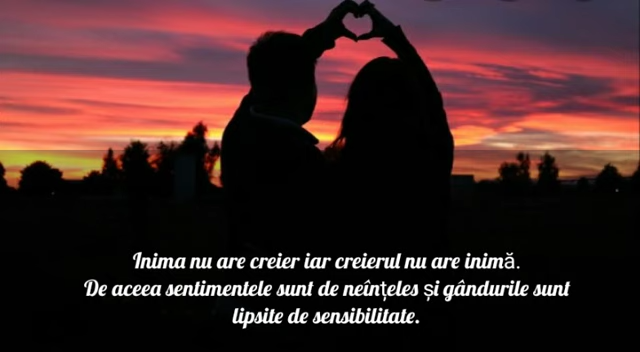 Inima nu are creier iar creierul nu are inimă.
De aceea sentimentele sunt de neînțeles și gândurile sunt
lipsite de sensibilitate.